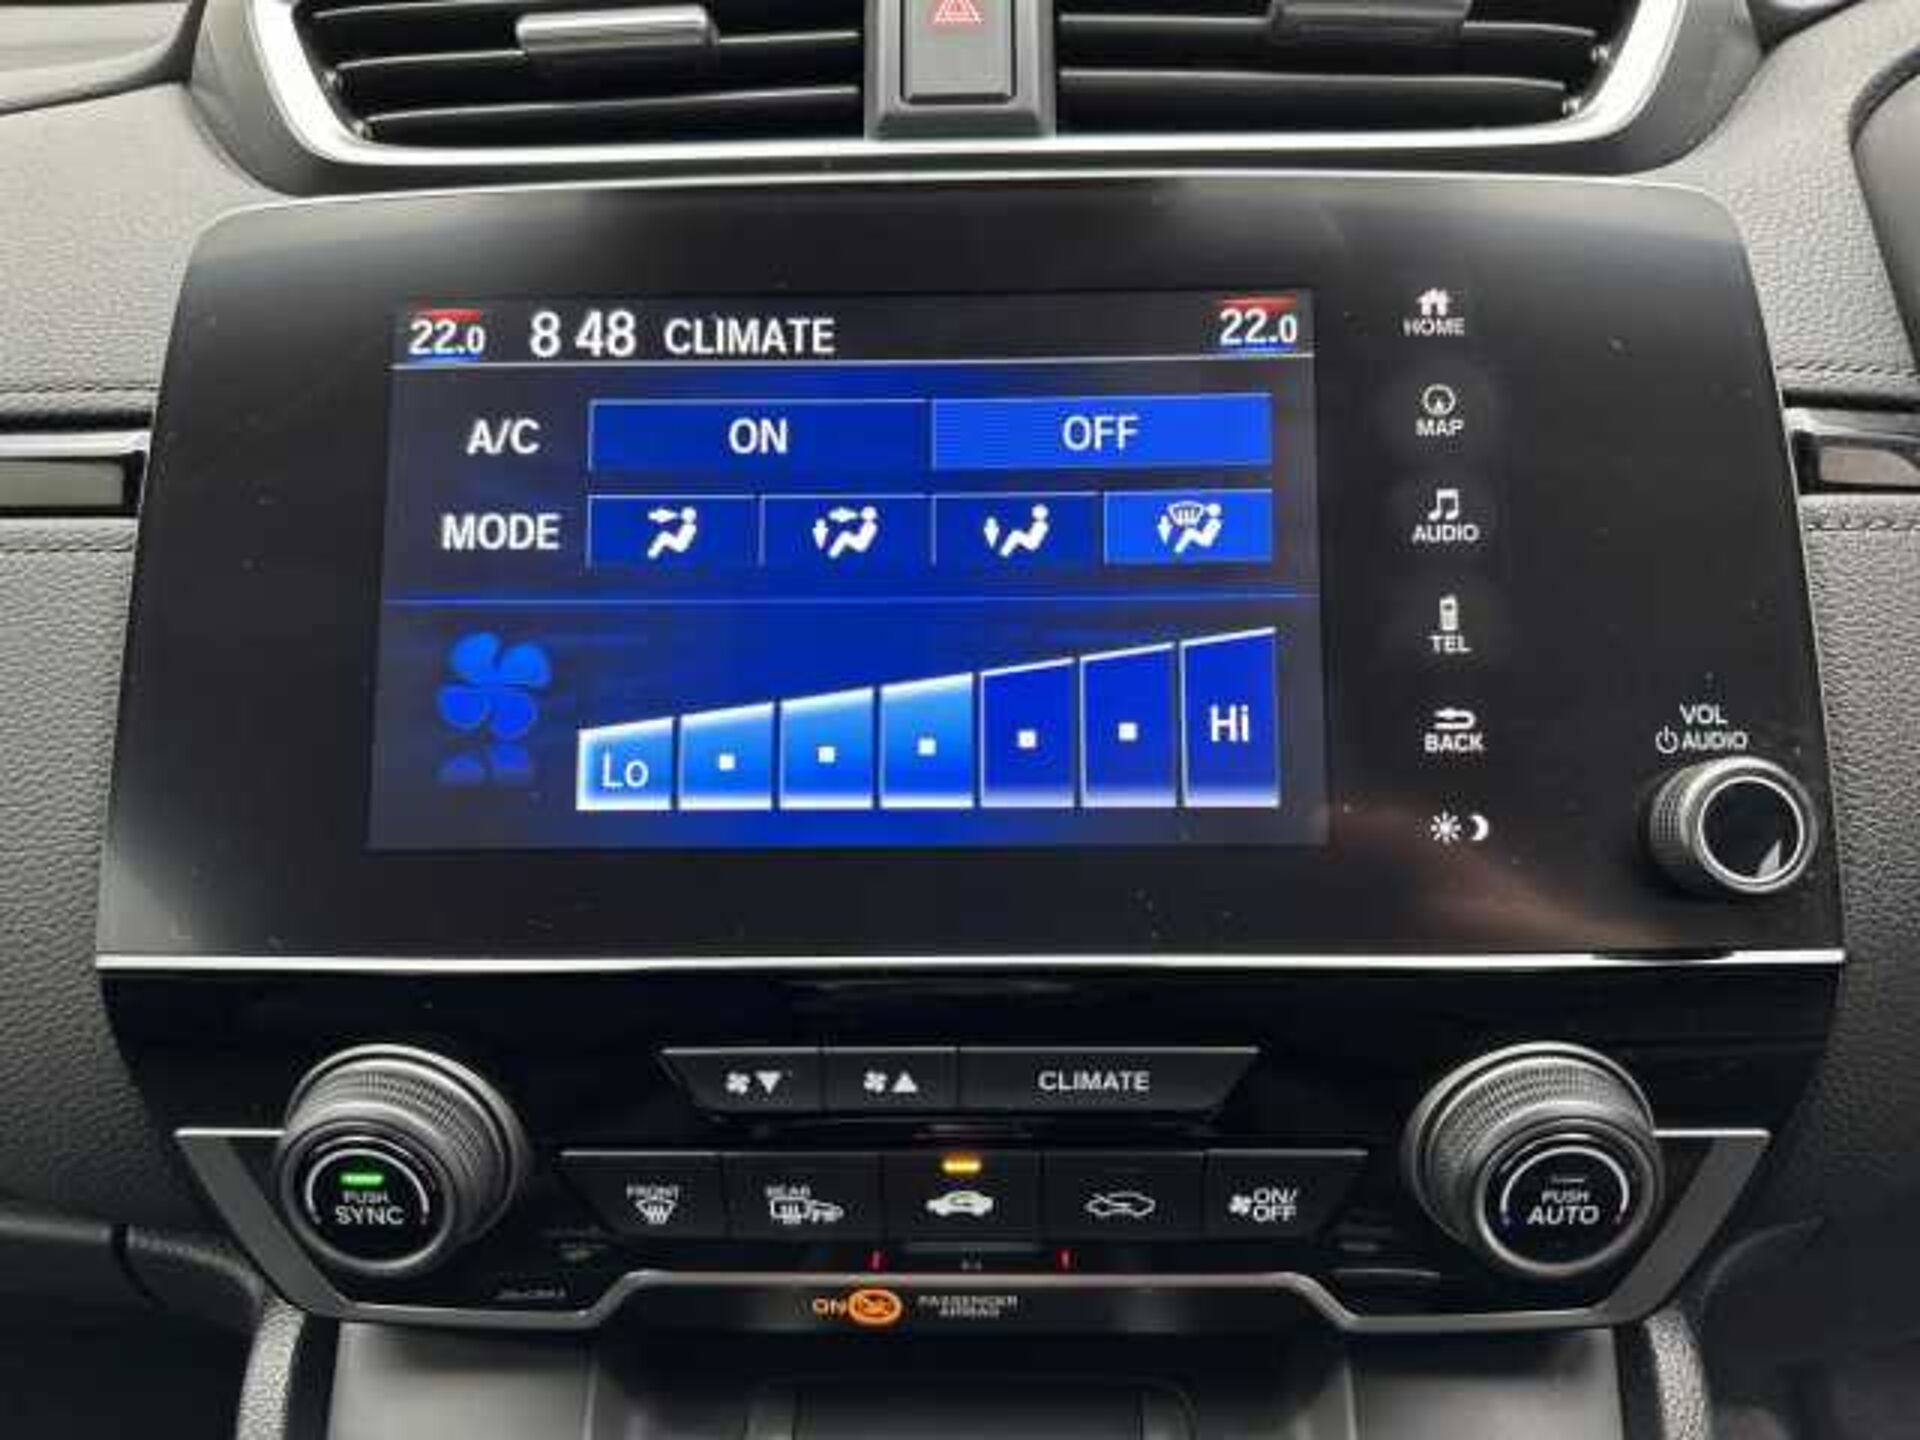 22.0 8 48 CLIMATE 22.0
HOME
A/C ON OFF
MAP
MODE
AUDIO
TEL
Lo Hi
BACK
VOL
AUDIO
CLIMATE
PUSH
SYNC
FRONT
REAR
ON/
OFF
PUSH
AUTO
ON PASSENGER
AIRBAG